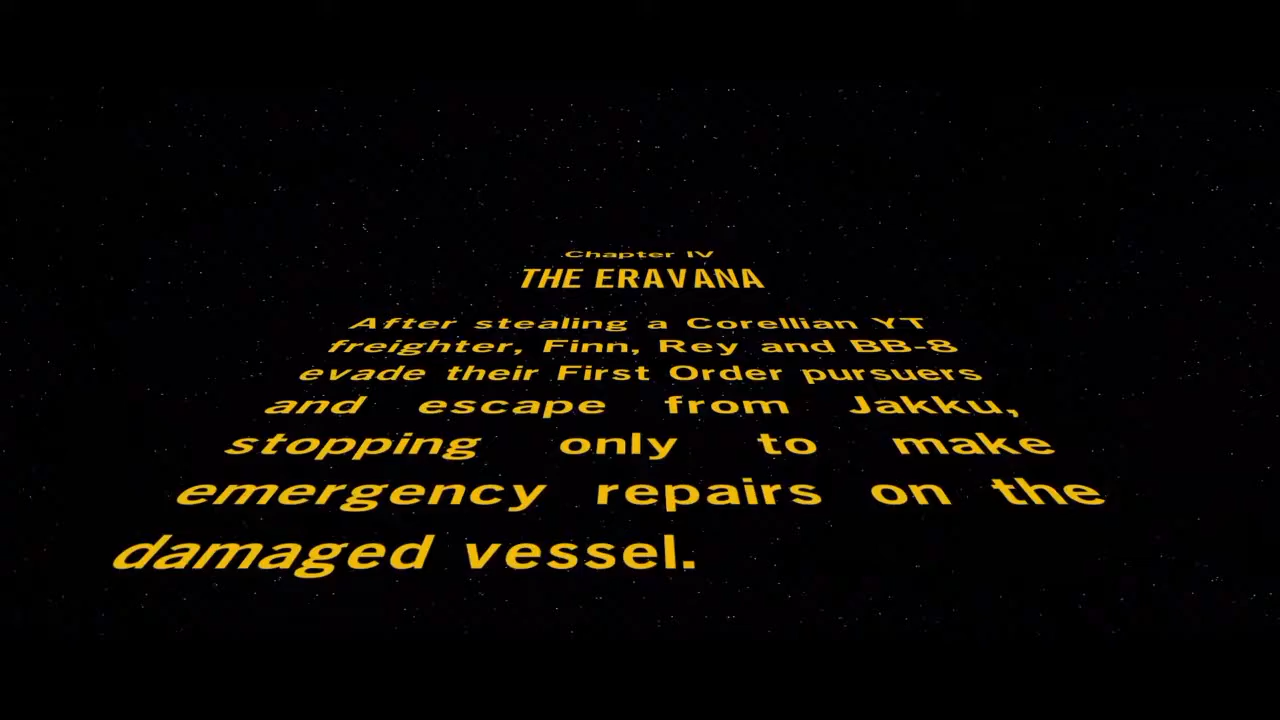 Chapter IV
THE ERAVANA
After stealing a Corellian YT
freighter, Finn, Rey and BB-8
evade their First Order pursuers
and escape from Jakku,
stopping only to make
emergency repairs on the
damaged vessel.